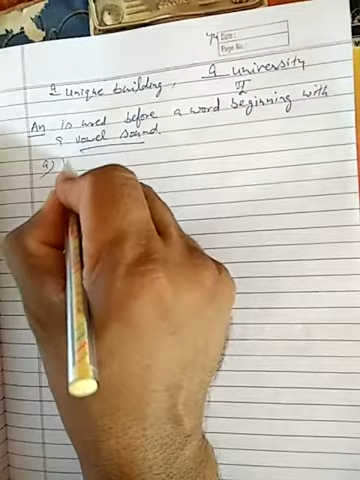 Date:
Page No.:
a unique building, a university
An is used before a word beginning with
a vowel sound.
a)